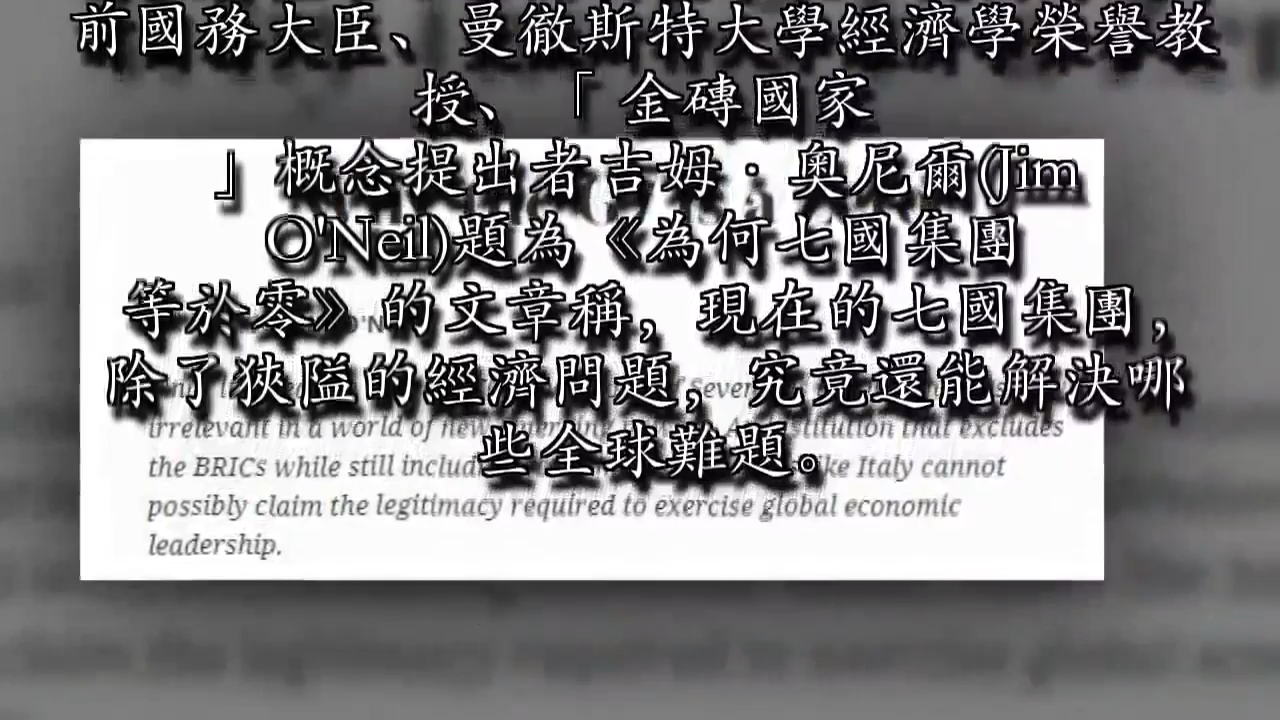 前國務大臣、曼徹斯特大學經濟學榮譽教
授、「 金磚國家
』概念提出者吉姆·奧尼爾(Jim
O'Neil)題為《為何七國集團
等於零》的文章稱，現在的七國集團，
除了狹隘的經濟問題，究竟還能解決哪
些全球難題。
irrelevant in a world of new
that excludes
the BRICs while still includ
like Italy cannot
possibly claim the legitimacy required to exercise global economic
leadership.